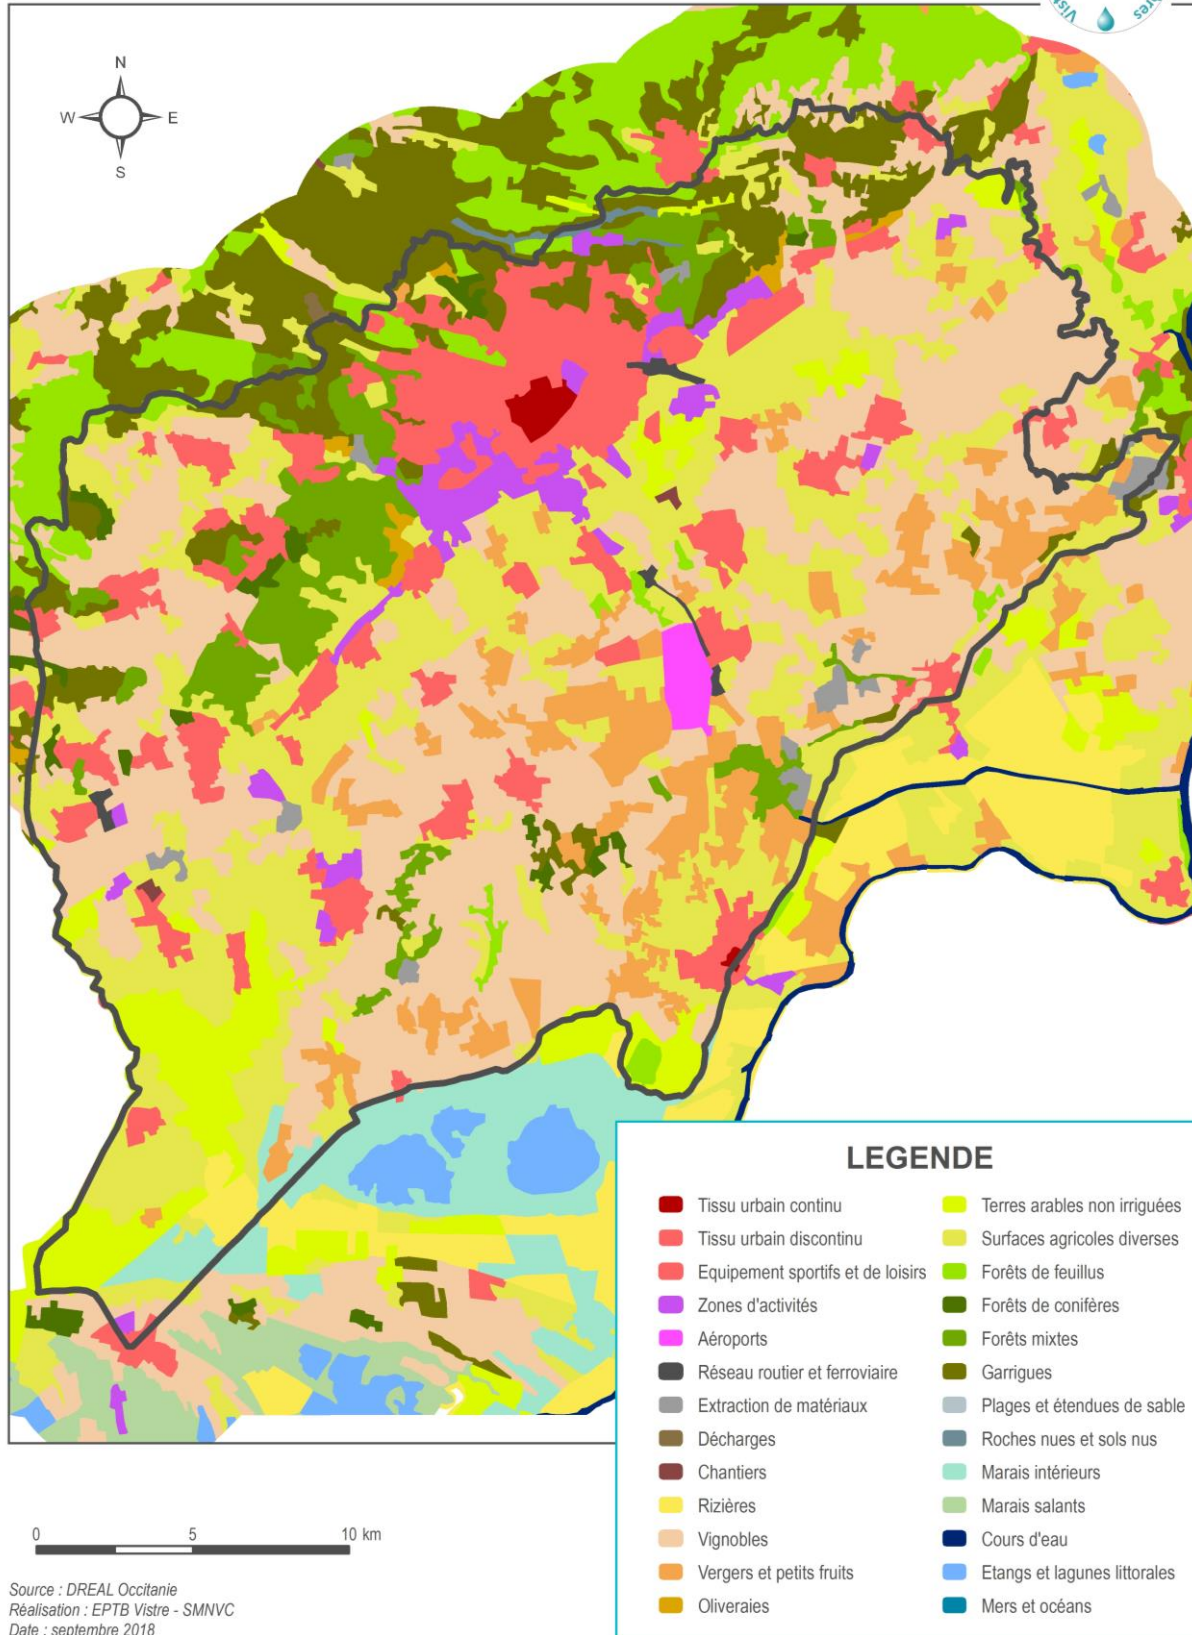 Vist
bres
N
W
E
S
LEGENDE
Tissu urbain continu
Tissu urbain discontinu
Equipement sportifs et de loisirs
Zones d'activités
Aéroports
Réseau routier et ferroviaire
Extraction de matériaux
Décharges
Chantiers
Rizières
Vignobles
Vergers et petits fruits
Oliveraies
Terres arables non irriguées
Surfaces agricoles diverses
Forêts de feuillus
Forêts de conifères
Forêts mixtes
Garrigues
Plages et étendues de sable
Roches nues et sols nus
Marais intérieurs
Marais salants
Cours d'eau
Etangs et lagunes littorales
Mers et océans
0 5 10 km
Source : DREAL Occitanie
Réalisation : EPTB Vistre - SMNVC
Date : septembre 2018